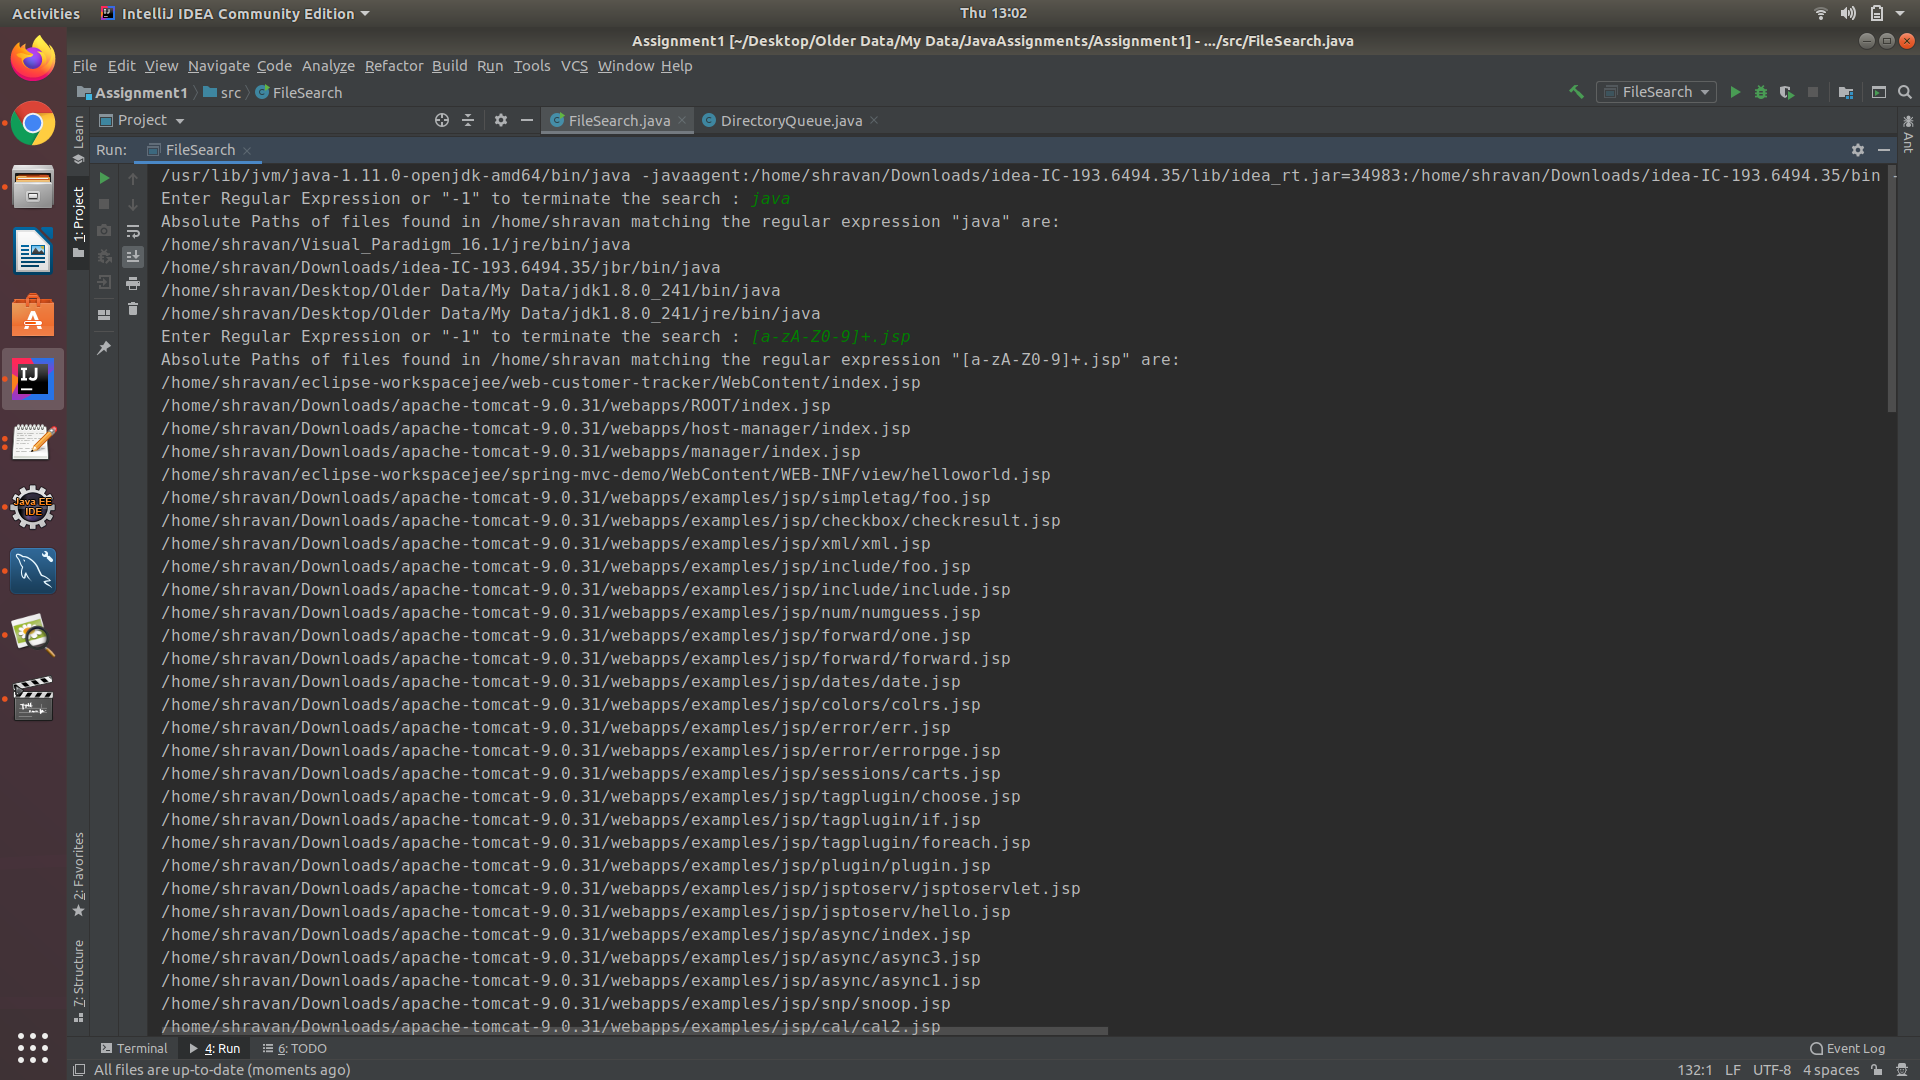 Activities IntelliJ IDEA Community Edition Thu 13:02
Assignment1 [~/Desktop/Older Data/My Data/JavaAssignments/Assignment1] - .../src/FileSearch.java
File Edit View Navigate Code Analyze Refactor Build Run Tools VCS Window Help
Assignment1 src FileSearch FileSearch
Project FileSearch.java DirectoryQueue.java
Run: FileSearch
/usr/lib/jvm/java-1.11.0-openjdk-amd64/bin/java -javaagent:/home/shravan/Downloads/idea-IC-193.6494.35/lib/idea_rt.jar=34983:/home/shravan/Downloads/idea-IC-193.6494.35/bin -
Enter Regular Expression or "-1" to terminate the search : java
Absolute Paths of files found in /home/shravan matching the regular expression "java" are:
/home/shravan/Visual_Paradigm_16.1/jre/bin/java
/home/shravan/Downloads/idea-IC-193.6494.35/jbr/bin/java
/home/shravan/Desktop/Older Data/My Data/jdk1.8.0_241/bin/java
/home/shravan/Desktop/Older Data/My Data/jdk1.8.0_241/jre/bin/java
Enter Regular Expression or "-1" to terminate the search : [a-zA-Z0-9]+.jsp
Absolute Paths of files found in /home/shravan matching the regular expression "[a-zA-Z0-9]+.jsp" are:
/home/shravan/eclipse-workspacejee/web-customer-tracker/WebContent/index.jsp
/home/shravan/Downloads/apache-tomcat-9.0.31/webapps/ROOT/index.jsp
/home/shravan/Downloads/apache-tomcat-9.0.31/webapps/host-manager/index.jsp
/home/shravan/Downloads/apache-tomcat-9.0.31/webapps/manager/index.jsp
/home/shravan/eclipse-workspacejee/spring-mvc-demo/WebContent/WEB-INF/view/helloworld.jsp
/home/shravan/Downloads/apache-tomcat-9.0.31/webapps/examples/jsp/simpletag/foo.jsp
/home/shravan/Downloads/apache-tomcat-9.0.31/webapps/examples/jsp/checkbox/checkresult.jsp
/home/shravan/Downloads/apache-tomcat-9.0.31/webapps/examples/jsp/xml/xml.jsp
/home/shravan/Downloads/apache-tomcat-9.0.31/webapps/examples/jsp/include/foo.jsp
/home/shravan/Downloads/apache-tomcat-9.0.31/webapps/examples/jsp/include/include.jsp
/home/shravan/Downloads/apache-tomcat-9.0.31/webapps/examples/jsp/num/numguess.jsp
/home/shravan/Downloads/apache-tomcat-9.0.31/webapps/examples/jsp/forward/one.jsp
/home/shravan/Downloads/apache-tomcat-9.0.31/webapps/examples/jsp/forward/forward.jsp
/home/shravan/Downloads/apache-tomcat-9.0.31/webapps/examples/jsp/dates/date.jsp
/home/shravan/Downloads/apache-tomcat-9.0.31/webapps/examples/jsp/colors/colrs.jsp
/home/shravan/Downloads/apache-tomcat-9.0.31/webapps/examples/jsp/error/err.jsp
/home/shravan/Downloads/apache-tomcat-9.0.31/webapps/examples/jsp/error/errorpge.jsp
/home/shravan/Downloads/apache-tomcat-9.0.31/webapps/examples/jsp/sessions/carts.jsp
/home/shravan/Downloads/apache-tomcat-9.0.31/webapps/examples/jsp/tagplugin/choose.jsp
/home/shravan/Downloads/apache-tomcat-9.0.31/webapps/examples/jsp/tagplugin/if.jsp
/home/shravan/Downloads/apache-tomcat-9.0.31/webapps/examples/jsp/tagplugin/foreach.jsp
/home/shravan/Downloads/apache-tomcat-9.0.31/webapps/examples/jsp/plugin/plugin.jsp
/home/shravan/Downloads/apache-tomcat-9.0.31/webapps/examples/jsp/jsptoserv/jsptoservlet.jsp
/home/shravan/Downloads/apache-tomcat-9.0.31/webapps/examples/jsp/jsptoserv/hello.jsp
/home/shravan/Downloads/apache-tomcat-9.0.31/webapps/examples/jsp/async/index.jsp
/home/shravan/Downloads/apache-tomcat-9.0.31/webapps/examples/jsp/async/async3.jsp
/home/shravan/Downloads/apache-tomcat-9.0.31/webapps/examples/jsp/async/async1.jsp
/home/shravan/Downloads/apache-tomcat-9.0.31/webapps/examples/jsp/snp/snoop.jsp
/home/shravan/Downloads/apache-tomcat-9.0.31/webapps/examples/jsp/cal/cal2.jsp
Learn
1: Project
2: Favorites
7: Structure
Ant
IJ
Java EE
IDE
Terminal 4: Run 6: TODO Event Log
All files are up-to-date (moments ago) 132:1 LF UTF-8 4 spaces